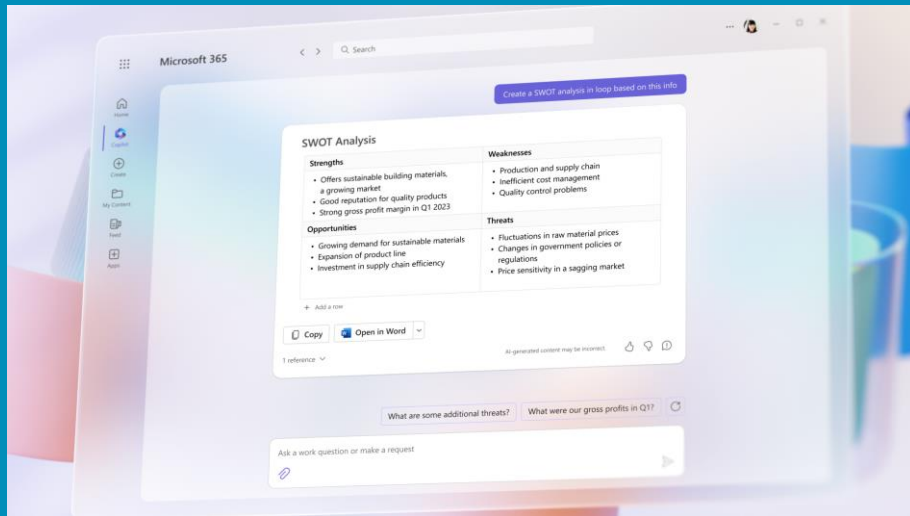 Microsoft 365
Search
Home
Copilot
Create
My Content
Feed
Apps
Create a SWOT analysis in loop based on this info
SWOT Analysis
Strengths
• Offers sustainable building materials,
a growing market
• Good reputation for quality products
• Strong gross profit margin in Q1 2023
Weaknesses
• Production and supply chain
• Inefficient cost management
• Quality control problems
Opportunities
• Growing demand for sustainable materials
• Expansion of product line
• Investment in supply chain efficiency
Threats
• Fluctuations in raw material prices
• Changes in government policies or
regulations
• Price sensitivity in a sagging market
+ Add a row
Copy
Open in Word
1 reference
AI-generated content may be incorrect
What are some additional threats?
What were our gross profits in Q1?
Ask a work question or make a request